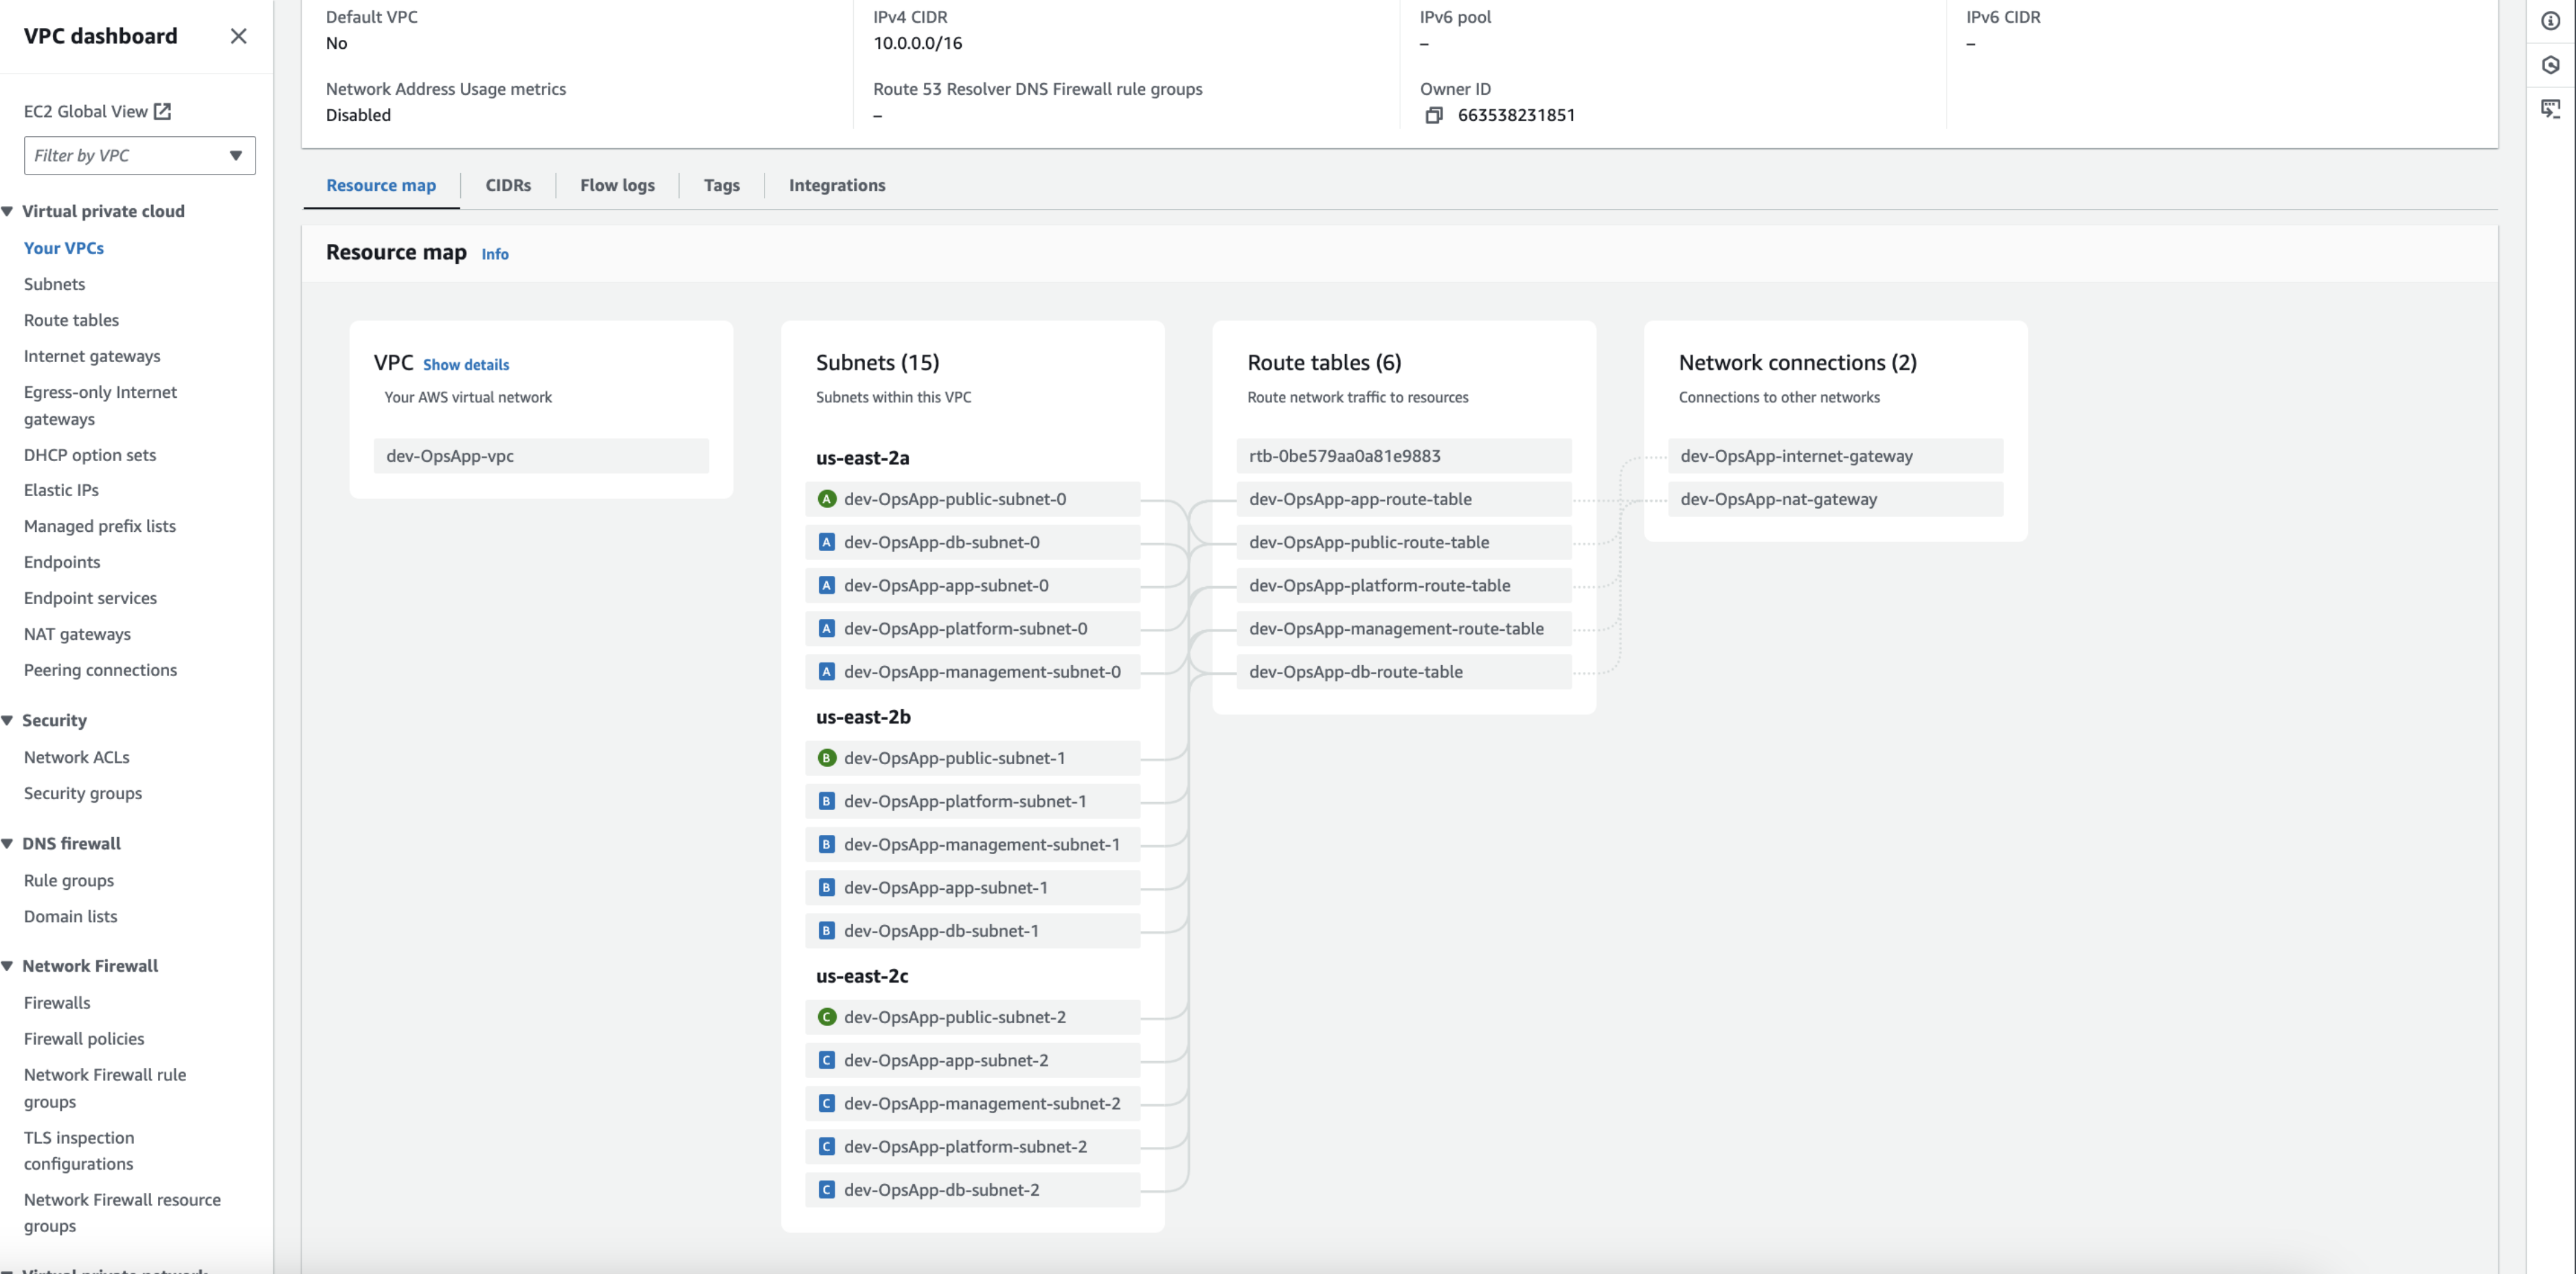 VPC dashboard
EC2 Global View
Filter by VPC
Virtual private cloud
Your VPCs
Subnets
Route tables
Internet gateways
Egress-only Internet
gateways
DHCP option sets
Elastic IPs
Managed prefix lists
Endpoints
Endpoint services
NAT gateways
Peering connections
Security
Network ACLs
Security groups
DNS firewall
Rule groups
Domain lists
Network Firewall
Firewalls
Firewall policies
Network Firewall rule
groups
TLS inspection
configurations
Network Firewall resource
groups
Virtual private network
Default VPC
No
IPv4 CIDR
10.0.0.0/16
IPv6 pool
–
IPv6 CIDR
–
Network Address Usage metrics
Disabled
Route 53 Resolver DNS Firewall rule groups
–
Owner ID
663538231851
Resource map
CIDRs
Flow logs
Tags
Integrations
Resource map Info
VPC Show details
Your AWS virtual network
dev-OpsApp-vpc
Subnets (15)
Subnets within this VPC
us-east-2a
A dev-OpsApp-public-subnet-0
A dev-OpsApp-db-subnet-0
A dev-OpsApp-app-subnet-0
A dev-OpsApp-platform-subnet-0
A dev-OpsApp-management-subnet-0
us-east-2b
B dev-OpsApp-public-subnet-1
B dev-OpsApp-platform-subnet-1
B dev-OpsApp-management-subnet-1
B dev-OpsApp-app-subnet-1
B dev-OpsApp-db-subnet-1
us-east-2c
C dev-OpsApp-public-subnet-2
C dev-OpsApp-app-subnet-2
C dev-OpsApp-management-subnet-2
C dev-OpsApp-platform-subnet-2
C dev-OpsApp-db-subnet-2
Route tables (6)
Route network traffic to resources
rtb-0be579aa0a81e9883
dev-OpsApp-app-route-table
dev-OpsApp-public-route-table
dev-OpsApp-platform-route-table
dev-OpsApp-management-route-table
dev-OpsApp-db-route-table
Network connections (2)
Connections to other networks
dev-OpsApp-internet-gateway
dev-OpsApp-nat-gateway